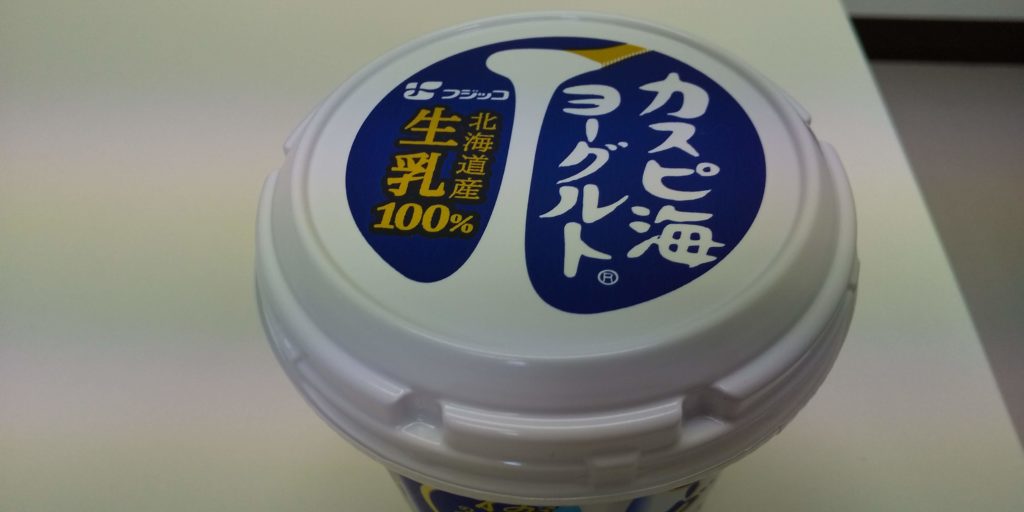 カスピ海
ヨーグルト®
フジッコ
北海道産
生乳
100%